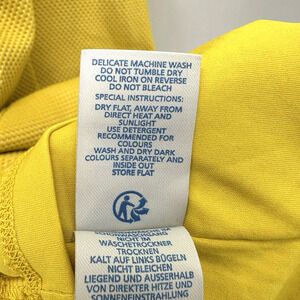 DELICATE MACHINE WASH
DO NOT TUMBLE DRY
COOL IRON ON REVERSE
DO NOT BLEACH
SPECIAL INSTRUCTIONS:
DRY FLAT, AWAY FROM
DIRECT HEAT AND
SUNLIGHT
USE DETERGENT
RECOMMENDED FOR
COLOURS
WASH AND DRY DARK
COLOURS SEPARATELY AND
INSIDE OUT
STORE FLAT
NICHT IM
WÄSCHETROCKNER
TROCKNEN
KALT AUF LINKS BÜGELN
NICHT BLEICHEN
LIEGEND UND AUSSERHALB
VON DIREKTER HITZE UND
SONNENEINSTRAHLUNG